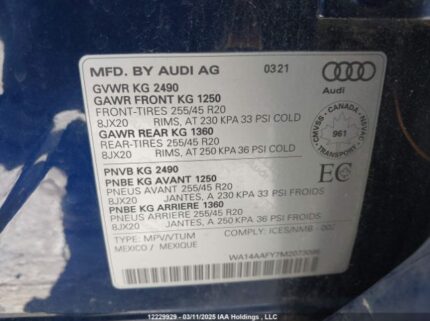 MFD. BY AUDI AG 0321
Audi
GVWR KG 2490
GAWR FRONT KG 1250
FRONT-TIRES 255/45 R20
8JX20 RIMS, AT 230 KPA 33 PSI COLD
GAWR REAR KG 1360
REAR-TIRES 255/45 R20
8JX20 RIMS, AT 250 KPA 36 PSI COLD
CMVSS - CANADA - NSVAC
961
PNVB KG 2490
PNBE KG AVANT 1250
PNEUS AVANT 255/45 R20
8JX20 JANTES, A 230 KPA 33 PSI FROIDS
PNBE KG ARRIERE 1360
PNEUS ARRIERE 255/45 R20
8JX20 JANTES, A 250 KPA 36 PSI FROIDS
EC
TYPE: MPV/VTUM COMPLY: ICES/NMB - 002
MEXICO / MEXIQUE
12229929 - 03/11/2025 IAA Holdings, LLC